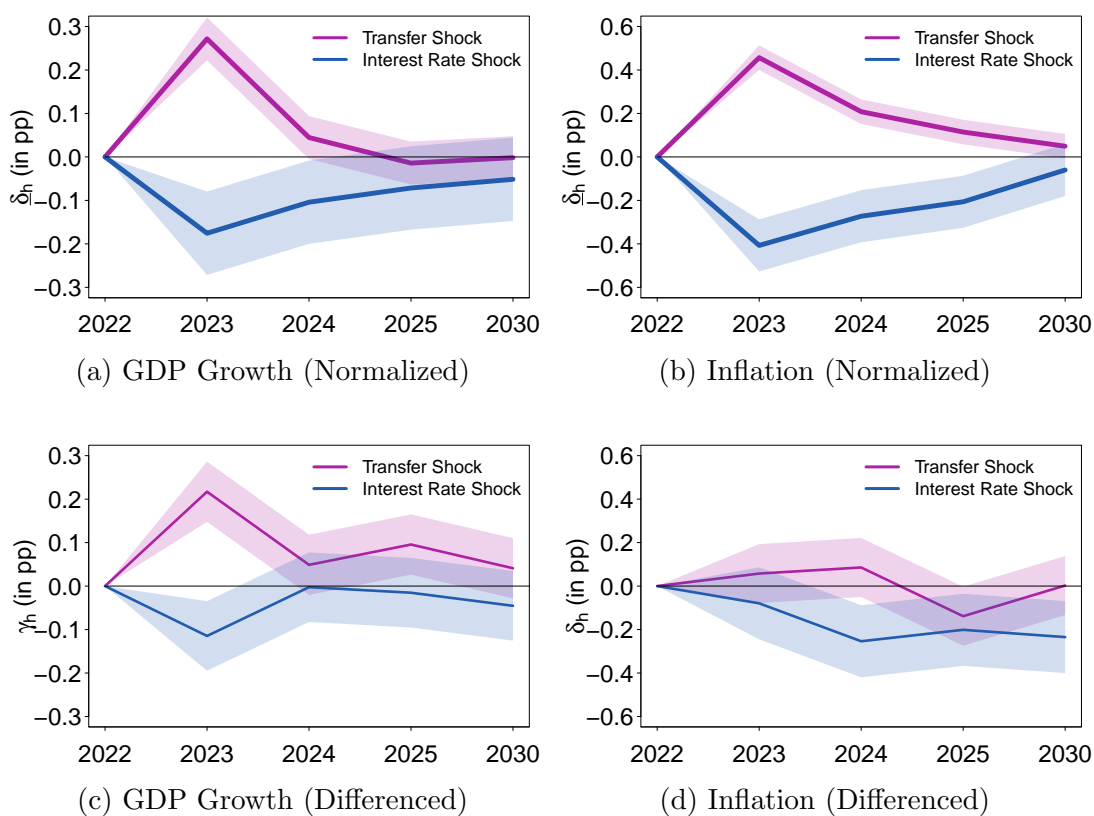 0.3
0.2
0.1
0.0
−0.1
−0.2
−0.3
δ̲h (in pp)
Transfer Shock
Interest Rate Shock
2022 2023 2024 2025 2030
(a) GDP Growth (Normalized)
0.6
0.4
0.2
0.0
−0.2
−0.4
−0.6
δ̲h (in pp)
Transfer Shock
Interest Rate Shock
2022 2023 2024 2025 2030
(b) Inflation (Normalized)
0.3
0.2
0.1
0.0
−0.1
−0.2
−0.3
γh (in pp)
Transfer Shock
Interest Rate Shock
2022 2023 2024 2025 2030
(c) GDP Growth (Differenced)
0.6
0.4
0.2
0.0
−0.2
−0.4
−0.6
δh (in pp)
Transfer Shock
Interest Rate Shock
2022 2023 2024 2025 2030
(d) Inflation (Differenced)